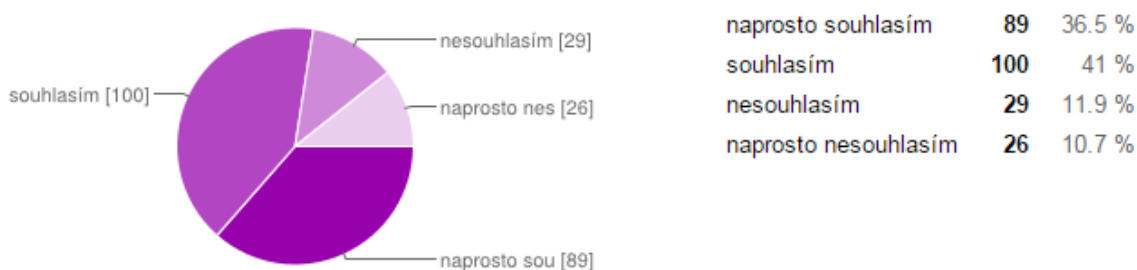 nesouhlasím [29]
souhlasím [100]
naprosto nes [26]
naprosto sou [89]
naprosto souhlasím 89 36.5 %
souhlasím 100 41 %
nesouhlasím 29 11.9 %
naprosto nesouhlasím 26 10.7 %